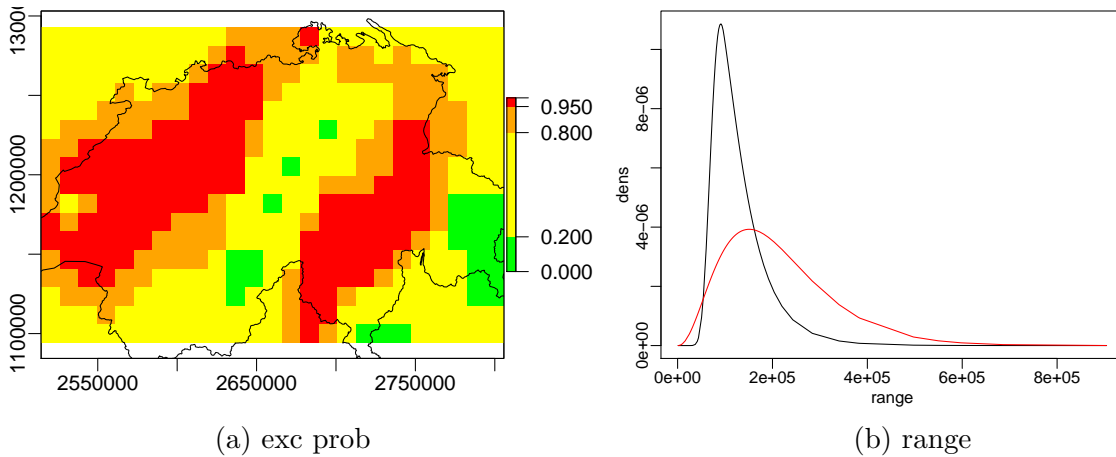 1300
1200000
1100000
2550000 2650000 2750000
0.950
0.800
0.200
0.000
dens
0e+00 4e-06 8e-06
0e+00 2e+05 4e+05 6e+05 8e+05
range
(a) exc prob
(b) range